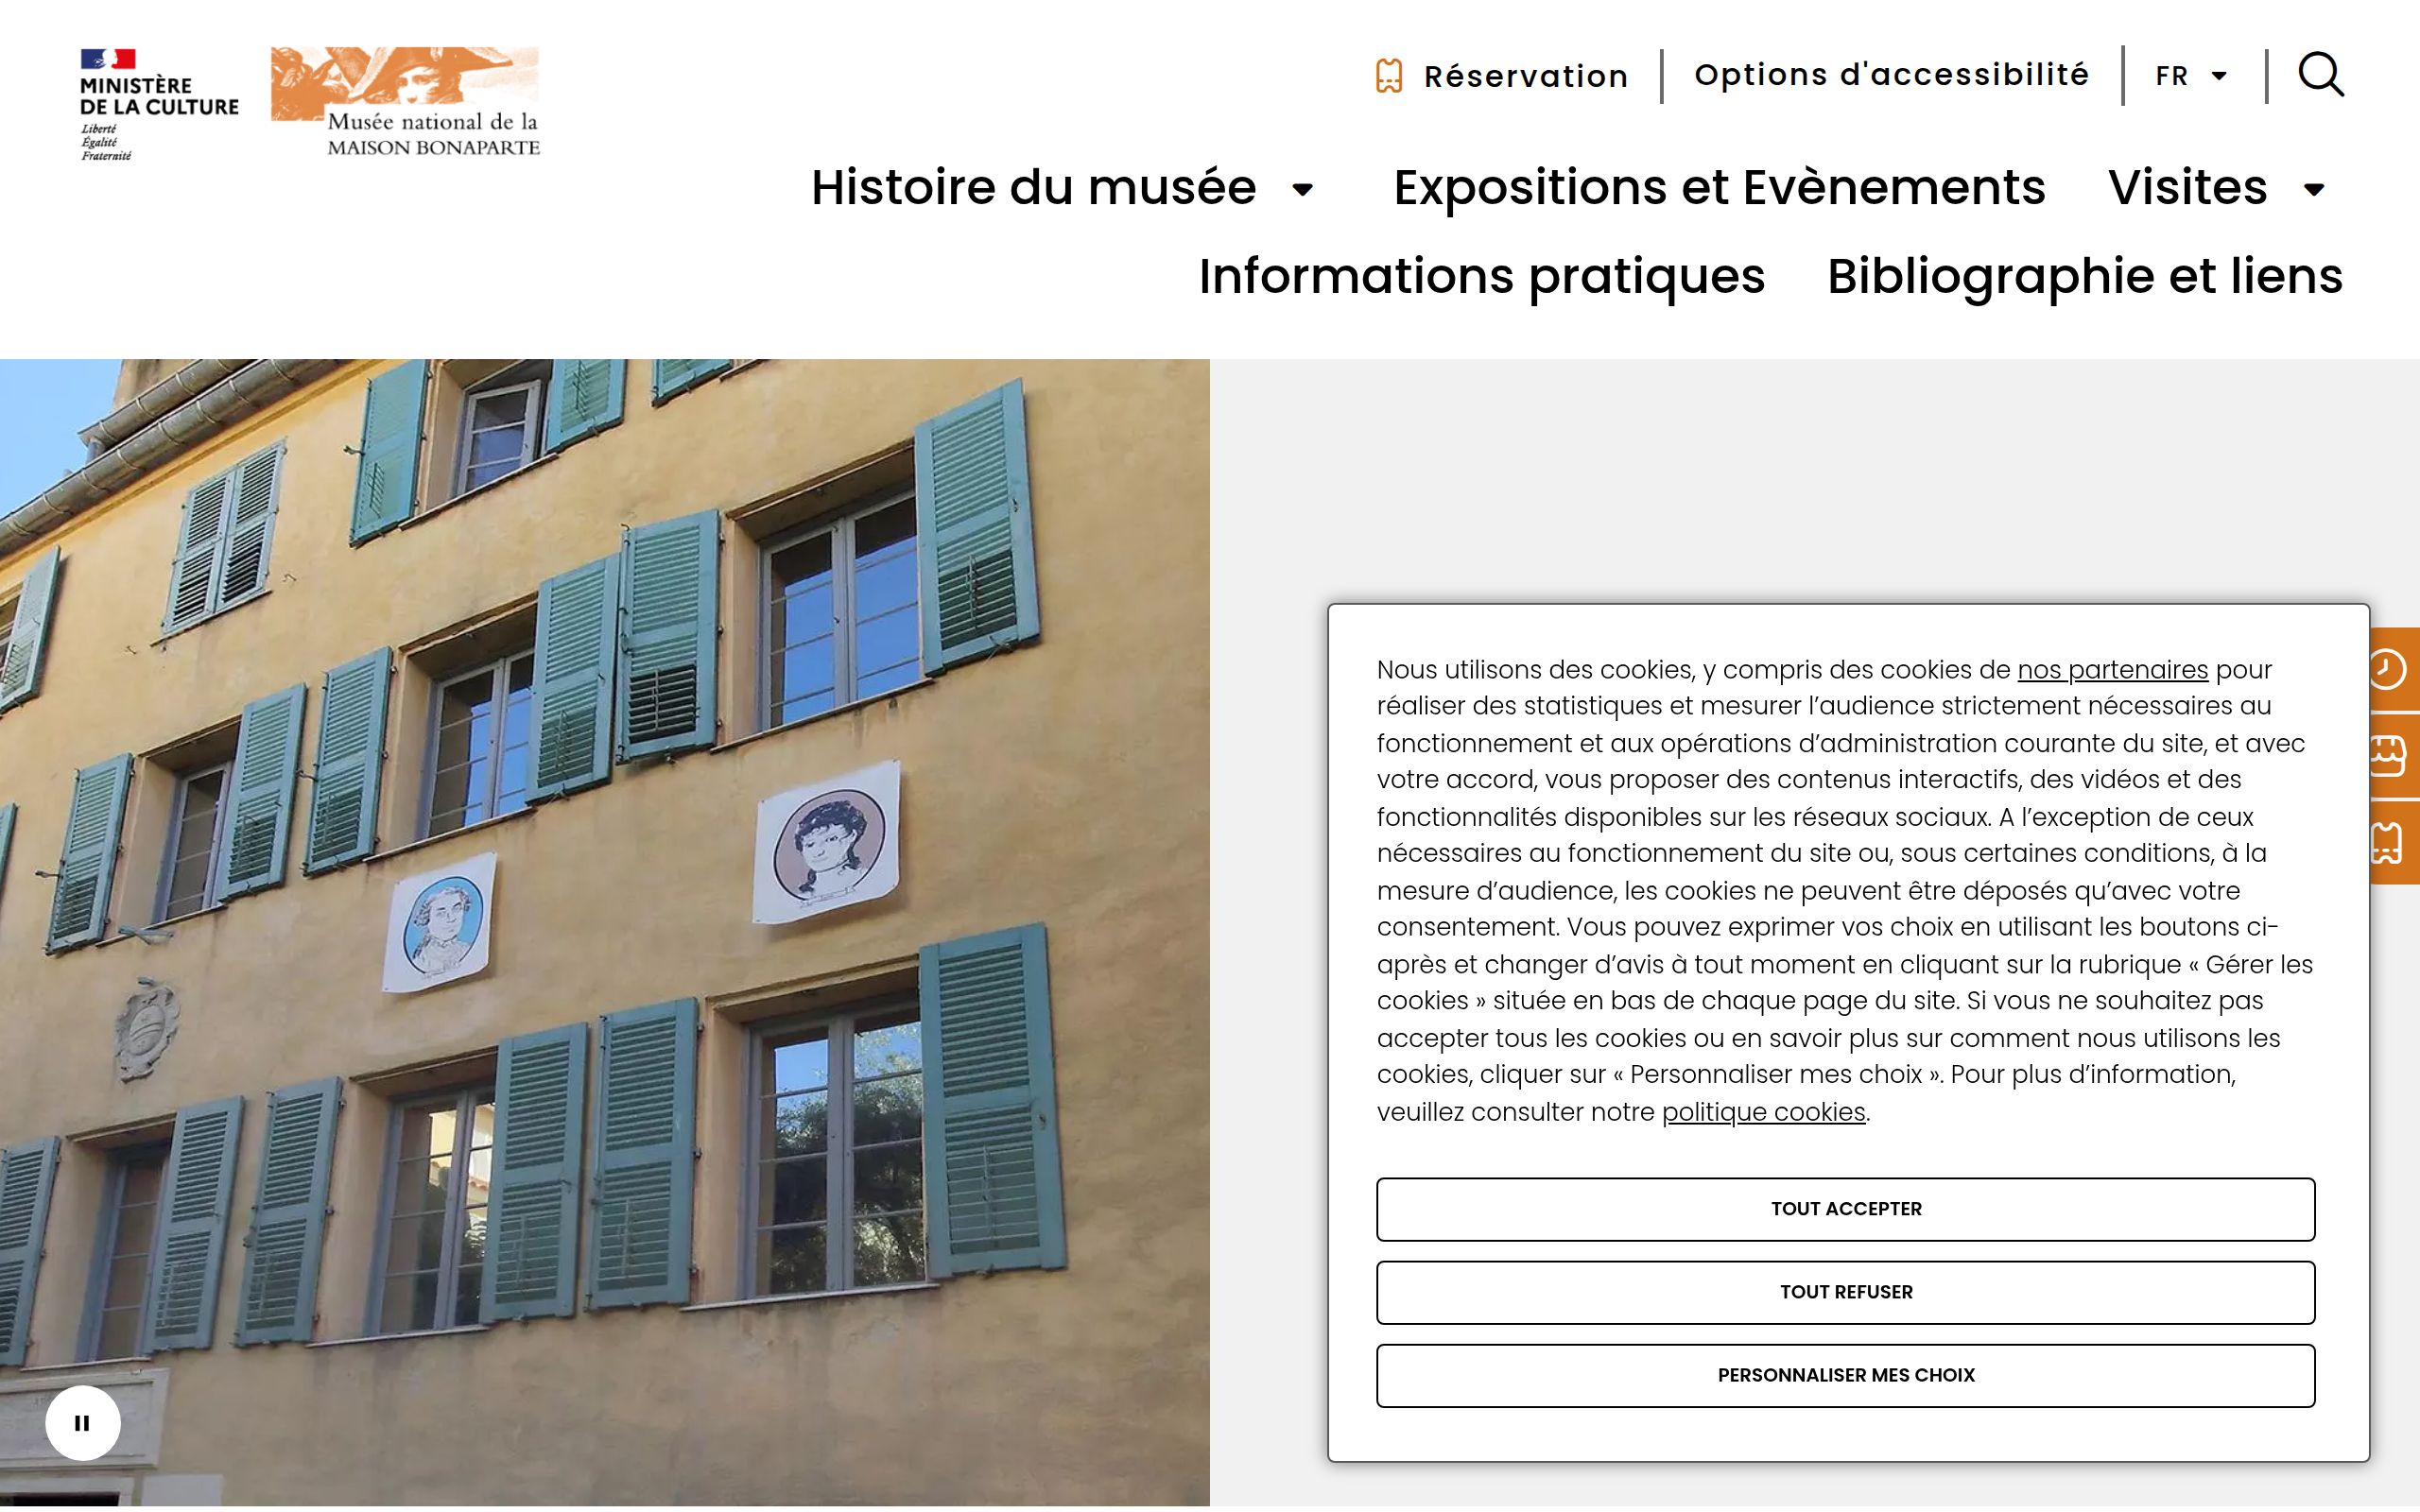 MINISTÈRE
DE LA CULTURE
Liberté
Égalité
Fraternité
Musée national de la
MAISON BONAPARTE
Réservation
Options d'accessibilité
FR
Histoire du musée
Expositions et Evènements
Visites
Informations pratiques
Bibliographie et liens
Nous utilisons des cookies, y compris des cookies de nos partenaires pour
réaliser des statistiques et mesurer l’audience strictement nécessaires au
fonctionnement et aux opérations d’administration courante du site, et avec
votre accord, vous proposer des contenus interactifs, des vidéos et des
fonctionnalités disponibles sur les réseaux sociaux. A l’exception de ceux
nécessaires au fonctionnement du site ou, sous certaines conditions, à la
mesure d’audience, les cookies ne peuvent être déposés qu’avec votre
consentement. Vous pouvez exprimer vos choix en utilisant les boutons ci-
après et changer d’avis à tout moment en cliquant sur la rubrique « Gérer les
cookies » située en bas de chaque page du site. Si vous ne souhaitez pas
accepter tous les cookies ou en savoir plus sur comment nous utilisons les
cookies, cliquer sur « Personnaliser mes choix ». Pour plus d’information,
veuillez consulter notre politique cookies.
TOUT ACCEPTER
TOUT REFUSER
PERSONNALISER MES CHOIX